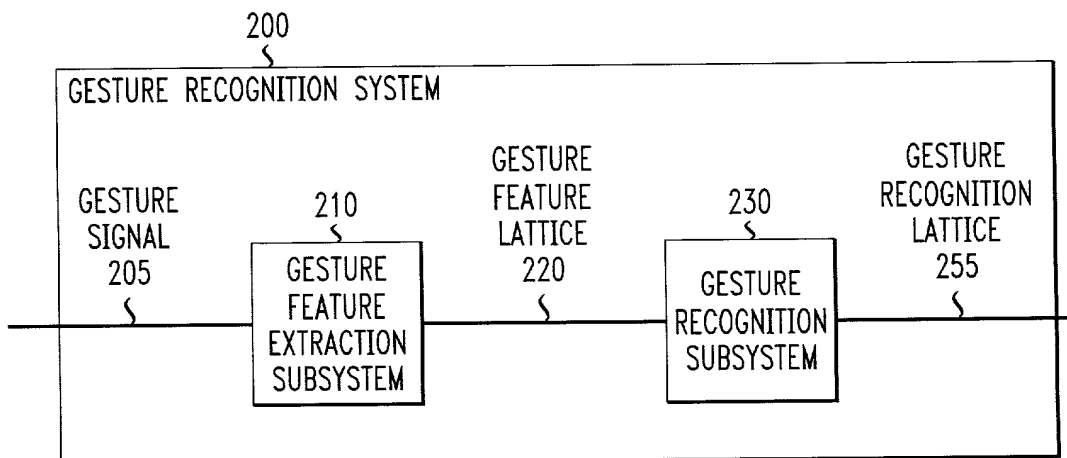 200
GESTURE RECOGNITION SYSTEM
GESTURE
SIGNAL
205
210
GESTURE
FEATURE
EXTRACTION
SUBSYSTEM
GESTURE
FEATURE
LATTICE
220
230
GESTURE
RECOGNITION
SUBSYSTEM
GESTURE
RECOGNITION
LATTICE
255